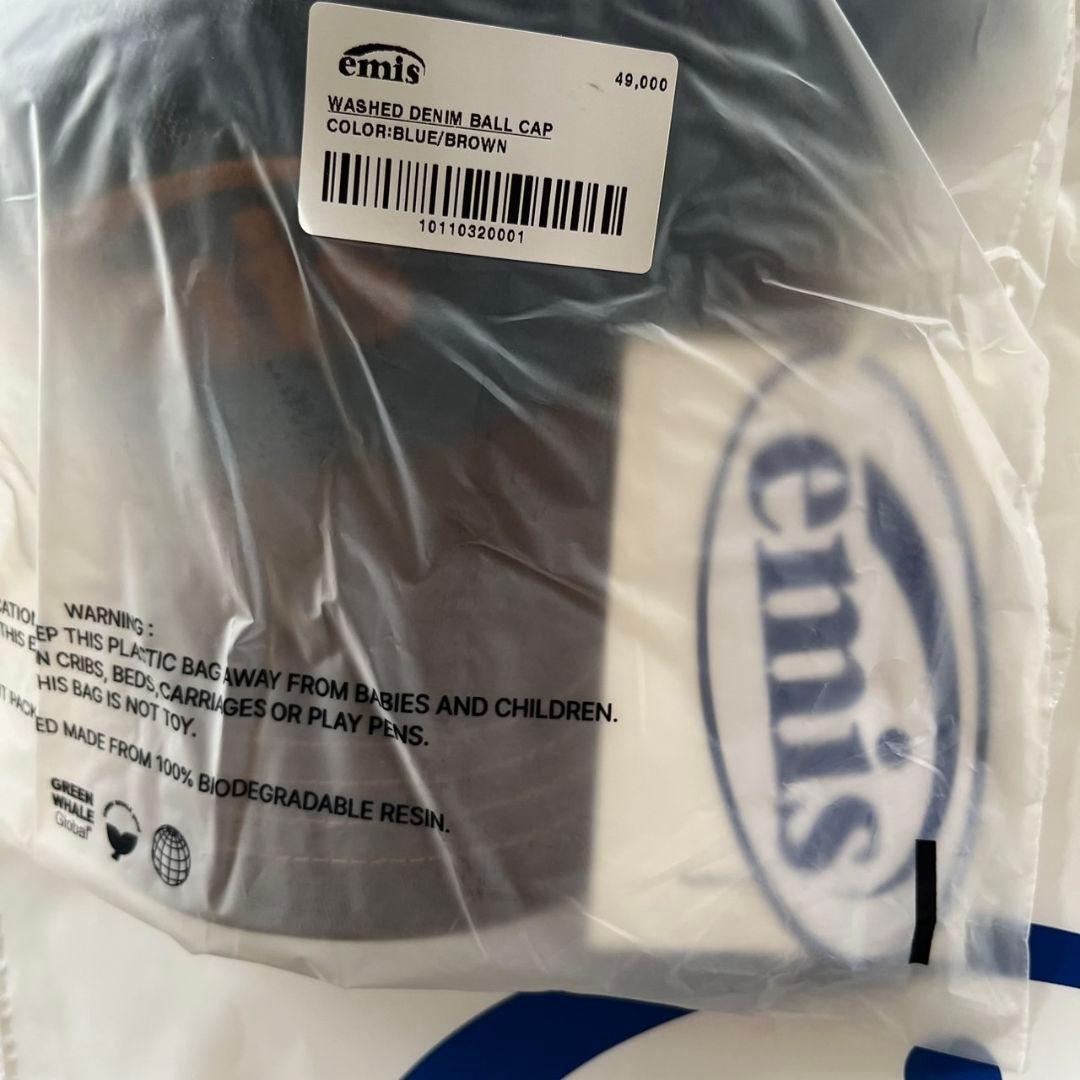 emis
49,000
WASHED DENIM BALL CAP
COLOR:BLUE/BROWN
10110320001
emis
WARNING :
EP THIS PLASTIC BAG AWAY FROM BABIES AND CHILDREN.
N CRIBS, BEDS, CARRIAGES OR PLAY PENS.
HIS BAG IS NOT TOY.
ED MADE FROM 100% BIODEGRADABLE RESIN.
GREEN
WHALE
Global